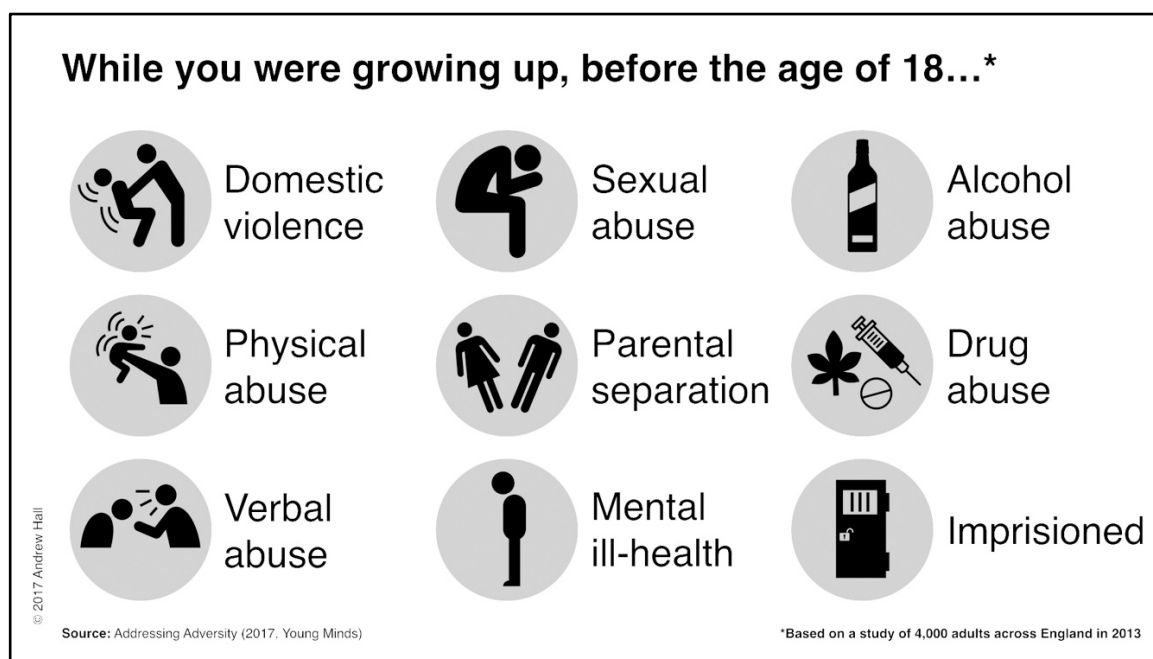 While you were growing up, before the age of 18...*
Domestic
violence
Sexual
abuse
Alcohol
abuse
Physical
abuse
Parental
separation
Drug
abuse
Verbal
abuse
Mental
ill-health
Imprisioned
© 2017 Andrew Hall
Source: Addressing Adversity (2017. Young Minds)
*Based on a study of 4,000 adults across England in 2013